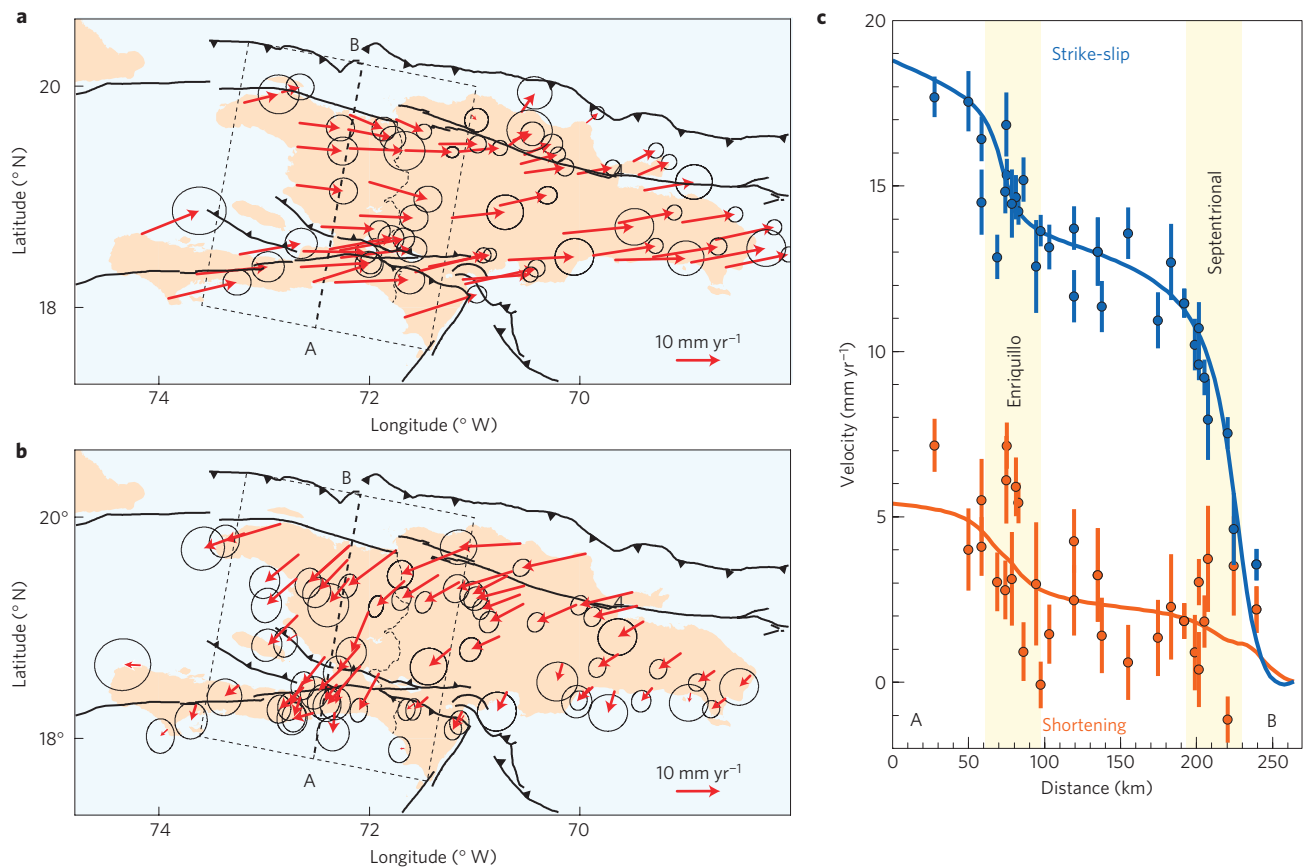 a
B
20
Latitude (° N)
18
A
10 mm yr⁻¹
74
72
70
Longitude (° W)
b
B
20°
Latitude (° N)
18°
A
10 mm yr⁻¹
74
72
70
Longitude (° W)
c
20
Strike-slip
15
Septentrional
10
Enriquillo
Velocity (mm yr⁻¹)
5
0
A
Shortening
B
0
50
100
150
200
250
Distance (km)